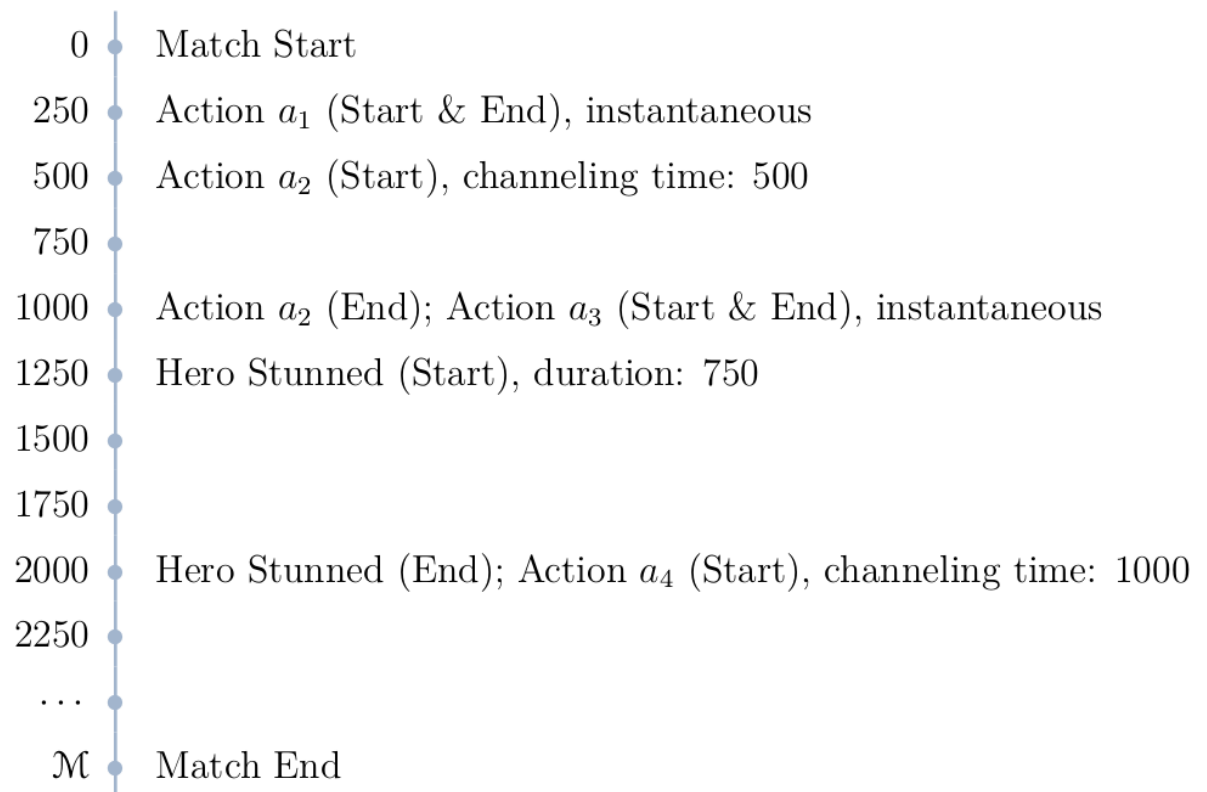 0 Match Start
250 Action a₁ (Start & End), instantaneous
500 Action a₂ (Start), channeling time: 500
750
1000 Action a₂ (End); Action a₃ (Start & End), instantaneous
1250 Hero Stunned (Start), duration: 750
1500
1750
2000 Hero Stunned (End); Action a₄ (Start), channeling time: 1000
2250
...
ℳ Match End